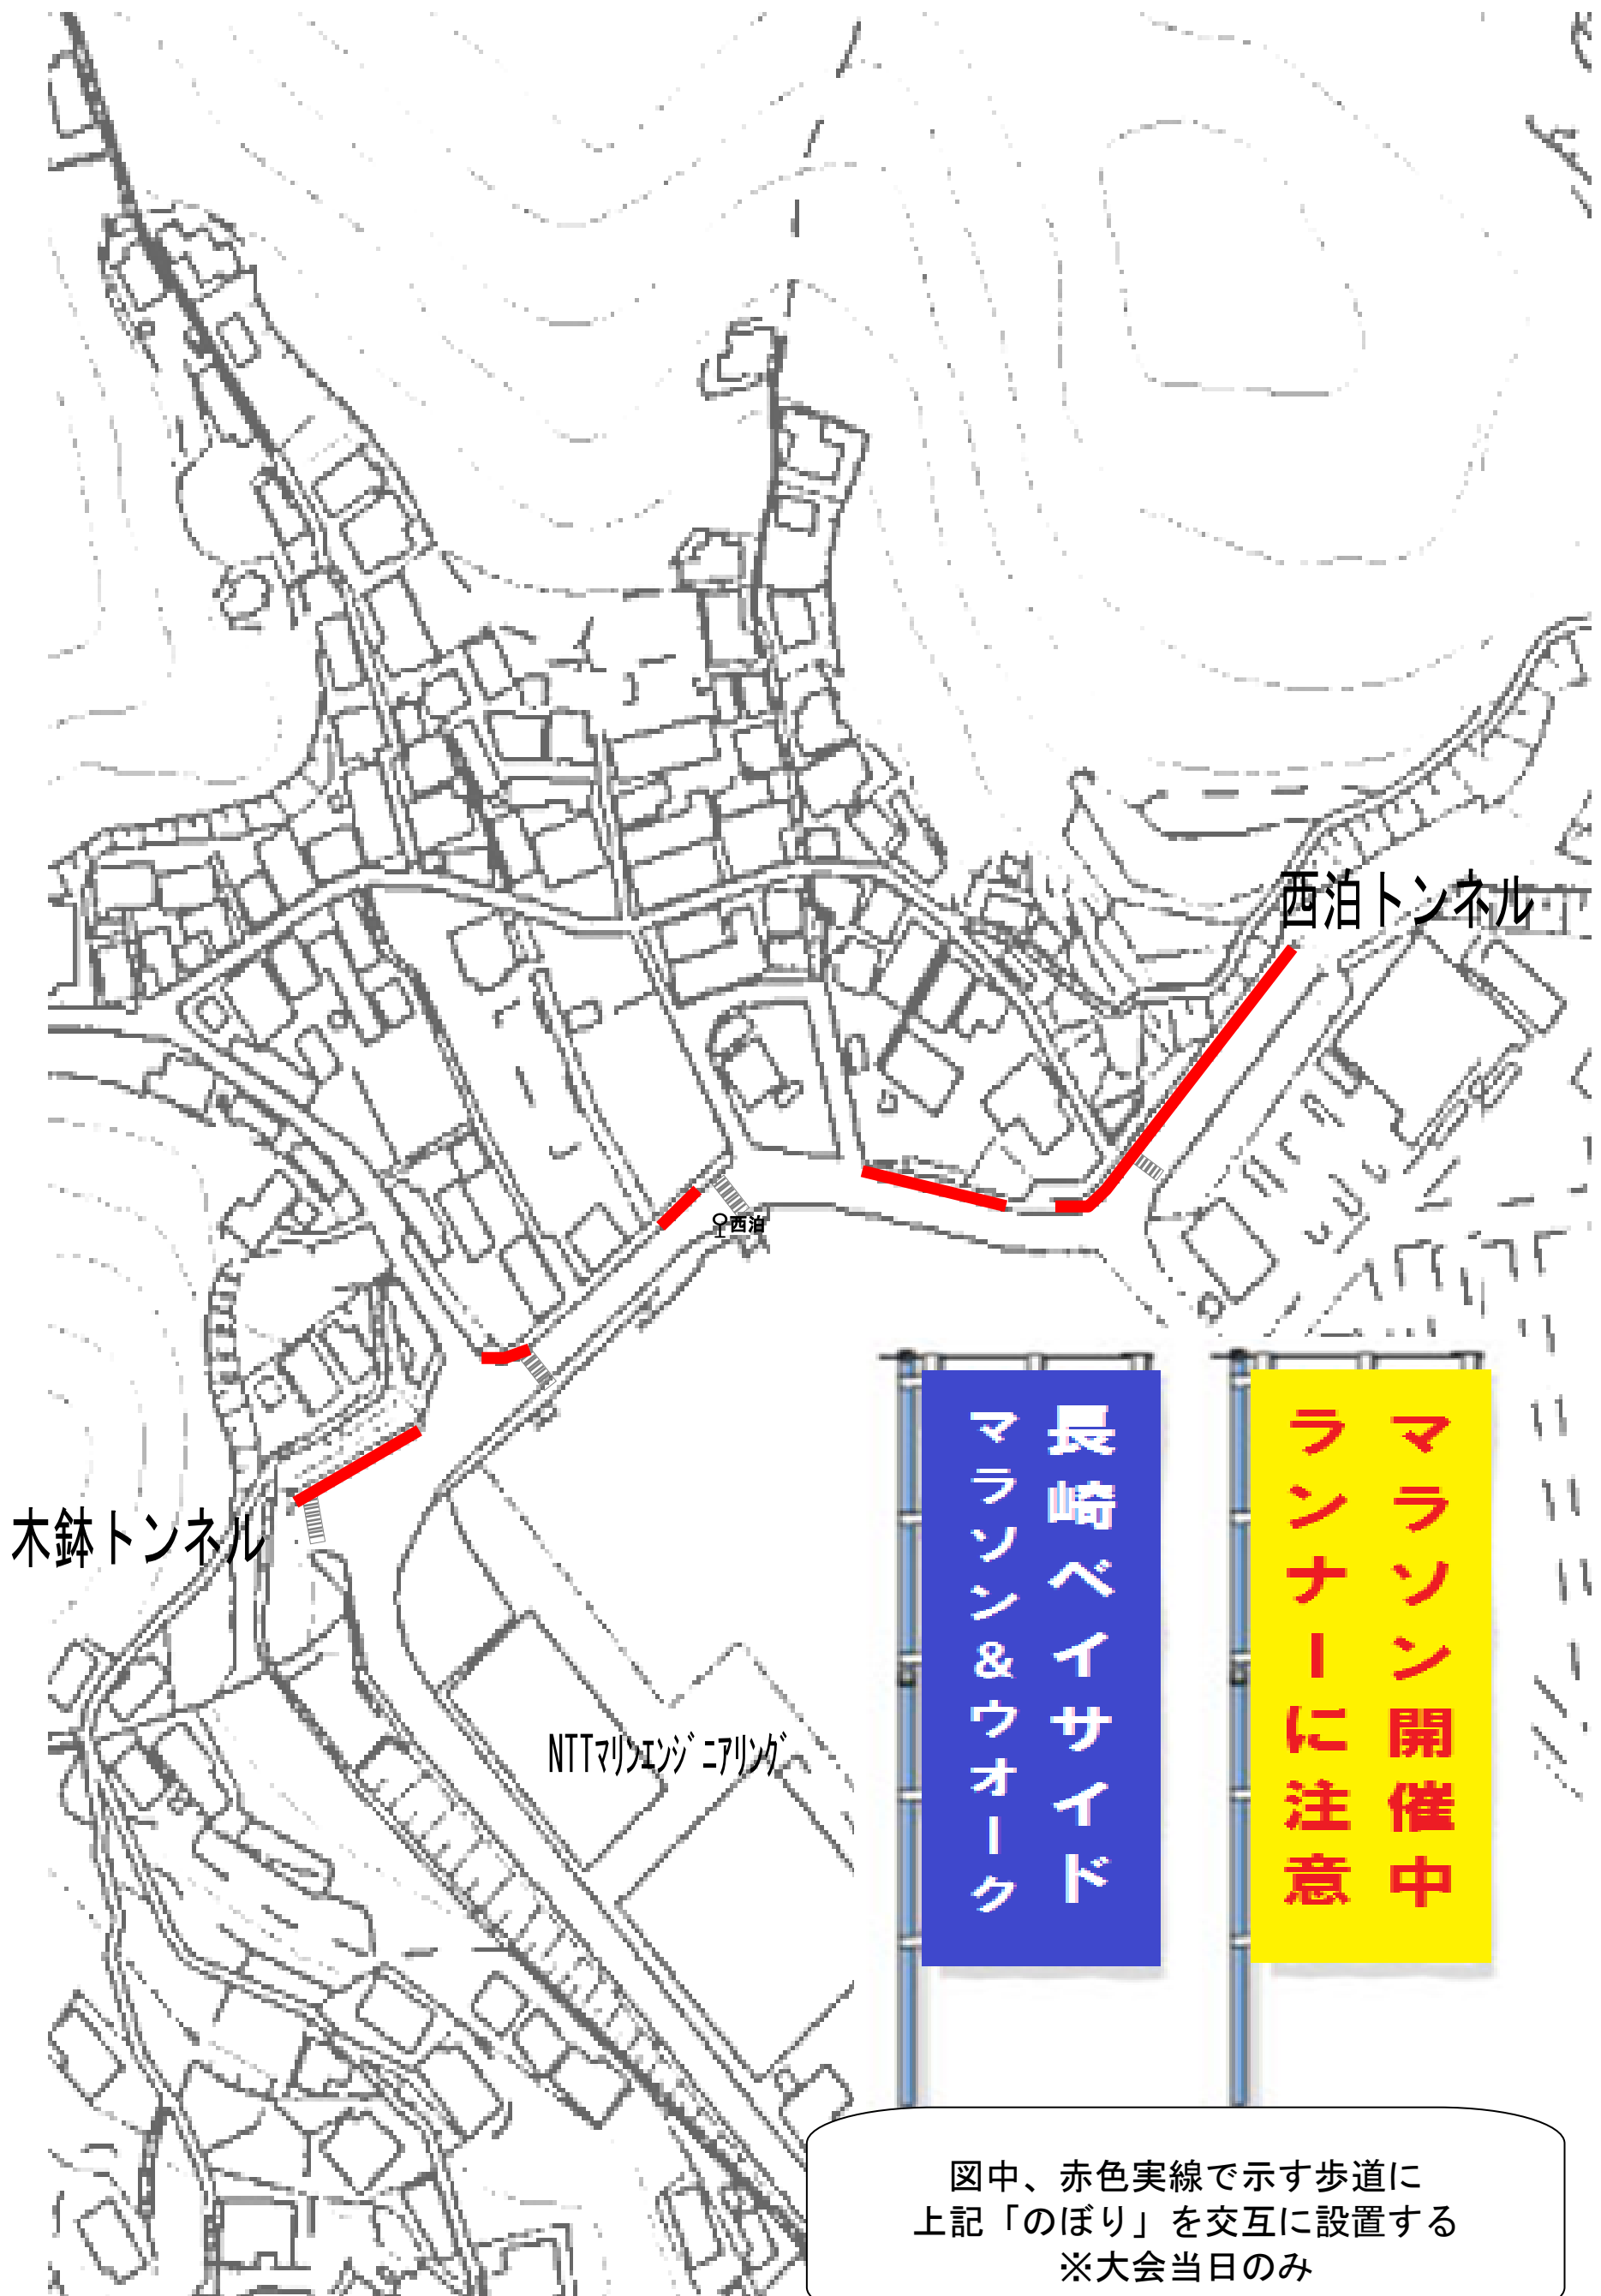 西泊トンネル
西泊
木鉢トンネル
NTTマリンエンジニアリング
長崎ベイサイド
マラソン&ウオーク
マラソン開催中
ランナーに注意
図中、赤色実線で示す歩道に
上記「のぼり」を交互に設置する
※大会当日のみ